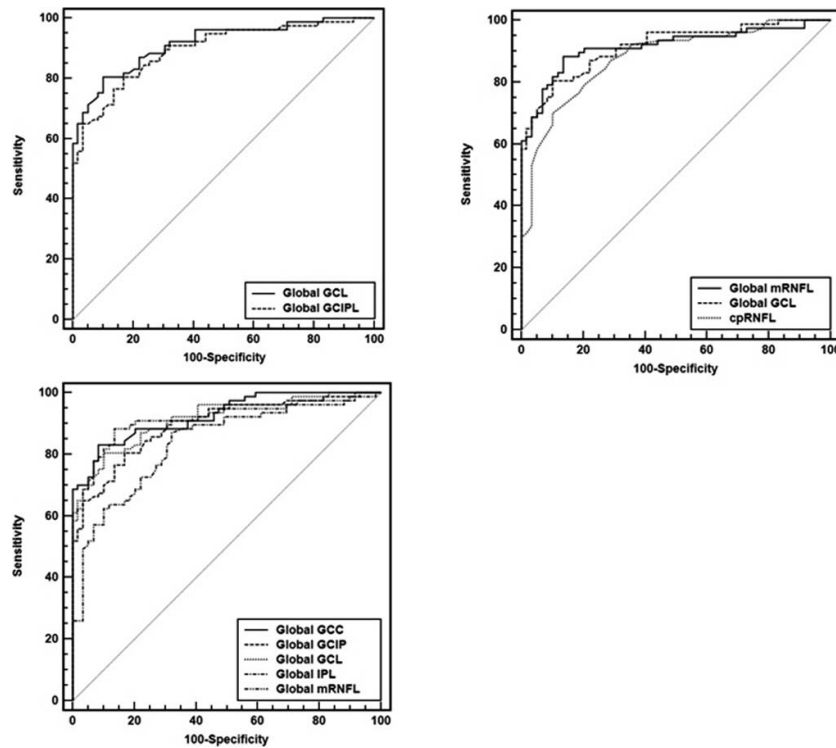 100
80
60
40
20
0
Sensitivity
0 20 40 60 80 100
100-Specificity
Global GCL
Global GCIPL
100
80
60
40
20
0
Sensitivity
0 20 40 60 80 100
100-Specificity
Global mRNFL
Global GCL
cpRNFL
100
80
60
40
20
0
Sensitivity
0 20 40 60 80 100
100-Specificity
Global GCC
Global GCIP
Global GCL
Global IPL
Global mRNFL